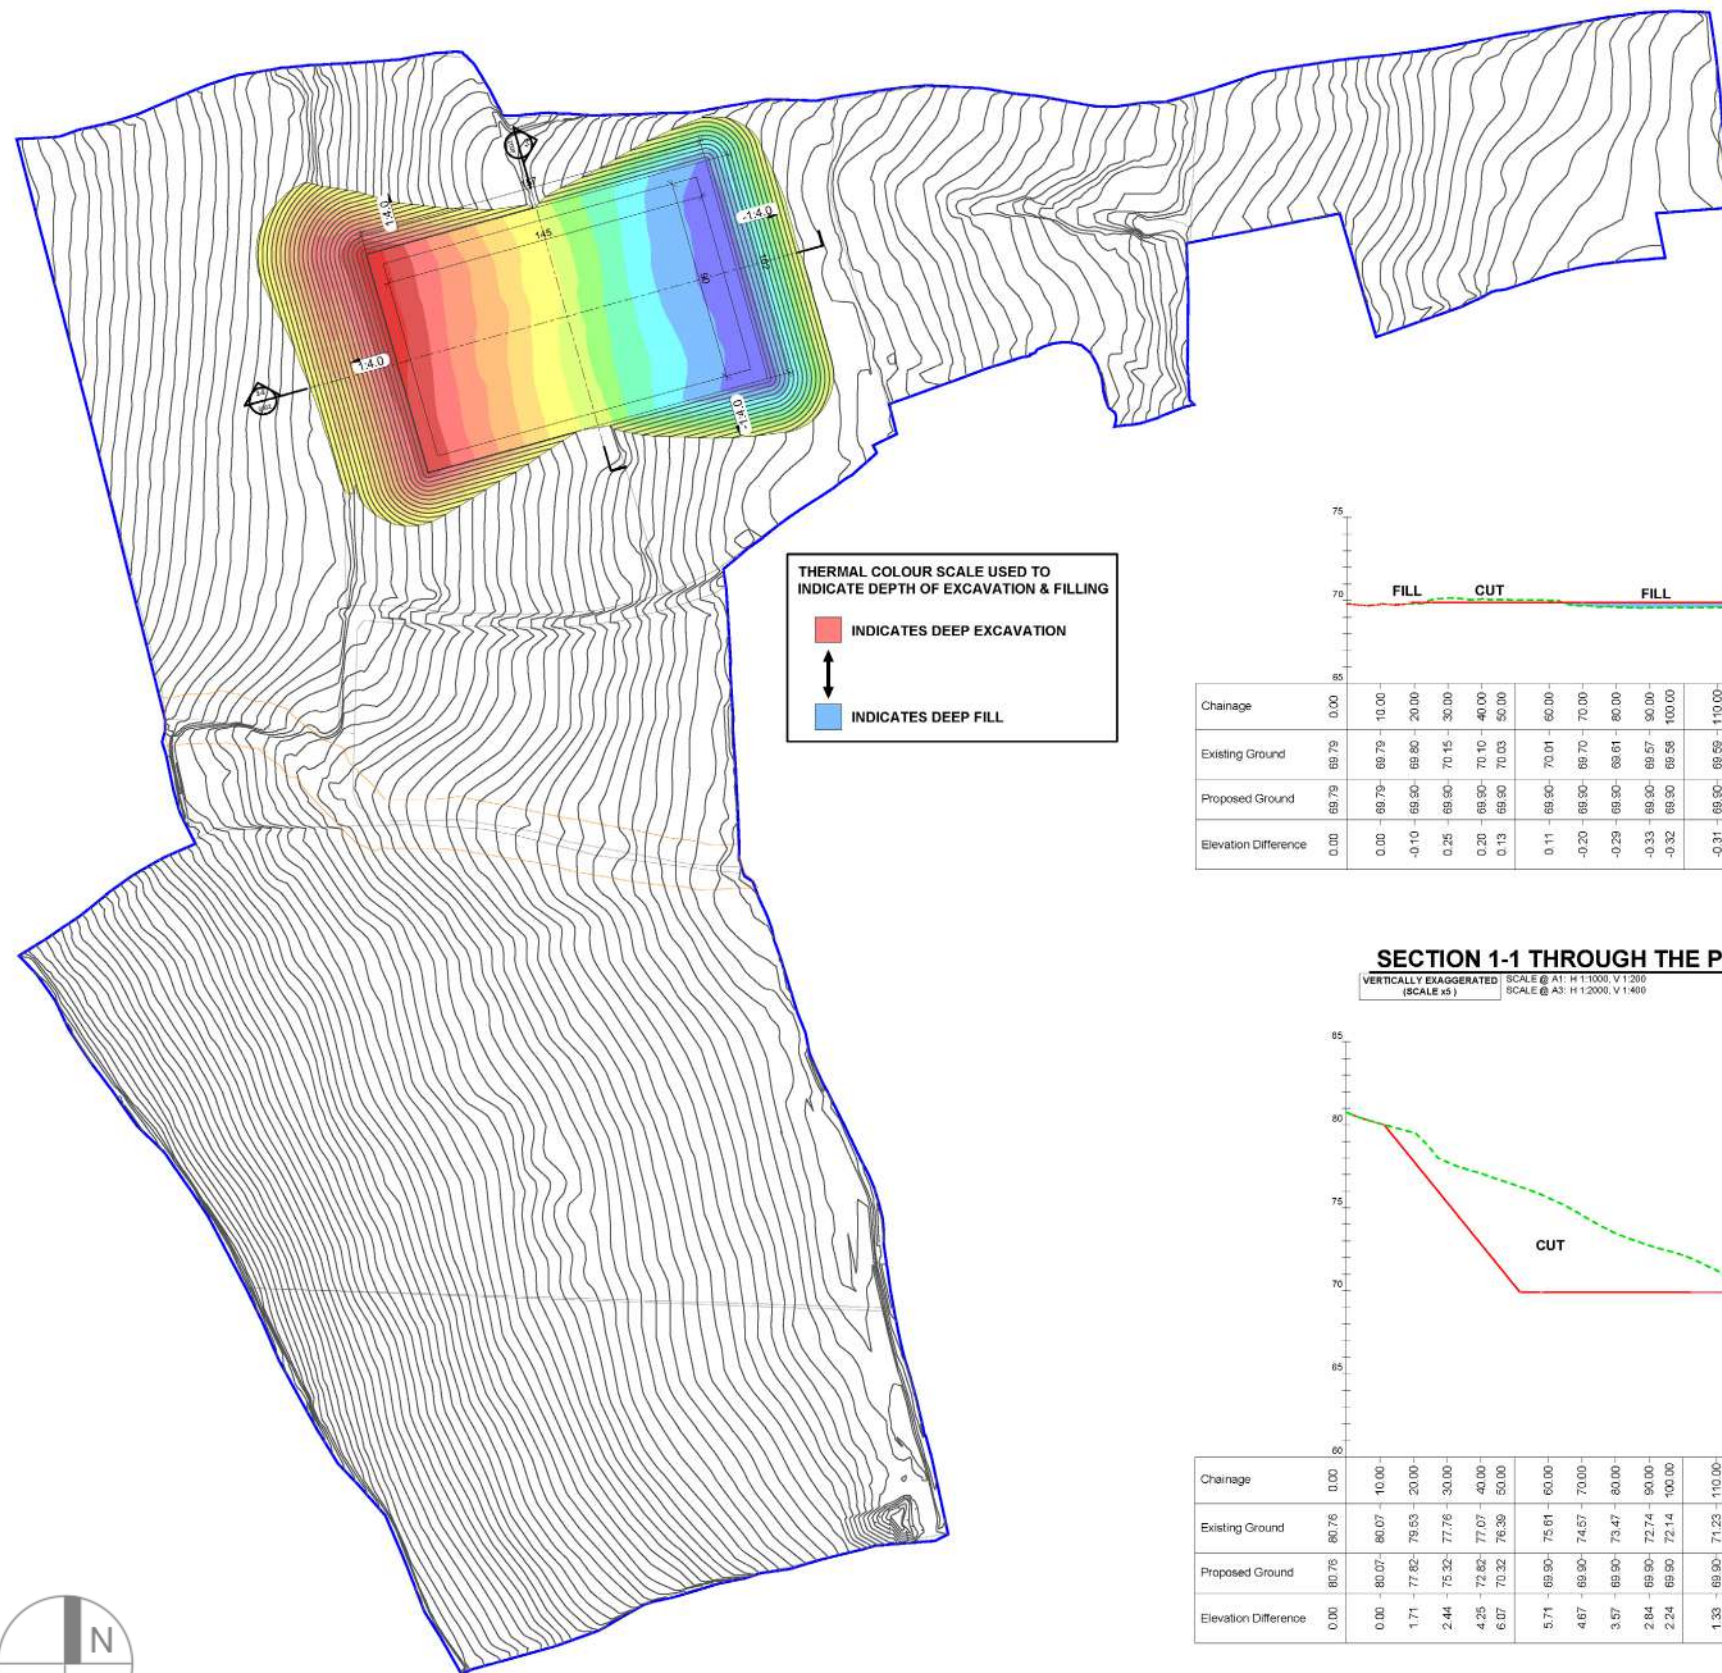 1:4.0
157
145
-1:4.0
90
102
1:4.0
-1:4.0
THERMAL COLOUR SCALE USED TO
INDICATE DEPTH OF EXCAVATION & FILLING
INDICATES DEEP EXCAVATION
INDICATES DEEP FILL
75
70
65
FILL
CUT
FILL
Chainage 0.00 10.00 20.00 30.00 40.00 50.00 60.00 70.00 80.00 90.00 100.00 110.00
Existing Ground 69.79 69.79 69.80 70.15 70.10 70.03 70.01 69.70 69.61 69.57 69.58 69.59
Proposed Ground 69.79 69.79 69.90 69.90 69.90 69.90 69.90 69.90 69.90 69.90 69.90 69.90
Elevation Difference 0.00 0.00 -0.10 0.25 0.20 0.13 0.11 -0.20 -0.29 -0.33 -0.32 -0.31
SECTION 1-1 THROUGH THE P
VERTICALLY EXAGGERATED
(SCALE x5 )
SCALE @ A1: H 1:1000, V 1:200
SCALE @ A3: H 1:2000, V 1:400
85
80
75
70
65
60
CUT
Chainage 0.00 10.00 20.00 30.00 40.00 50.00 60.00 70.00 80.00 90.00 100.00 110.00
Existing Ground 80.76 80.07 79.53 77.76 77.07 76.39 75.61 74.57 73.47 72.74 72.14 71.23
Proposed Ground 80.76 80.07 77.82 75.32 72.82 70.32 69.90 69.90 69.90 69.90 69.90 69.90
Elevation Difference 0.00 0.00 1.71 2.44 4.25 6.07 5.71 4.67 3.57 2.84 2.24 1.33
N